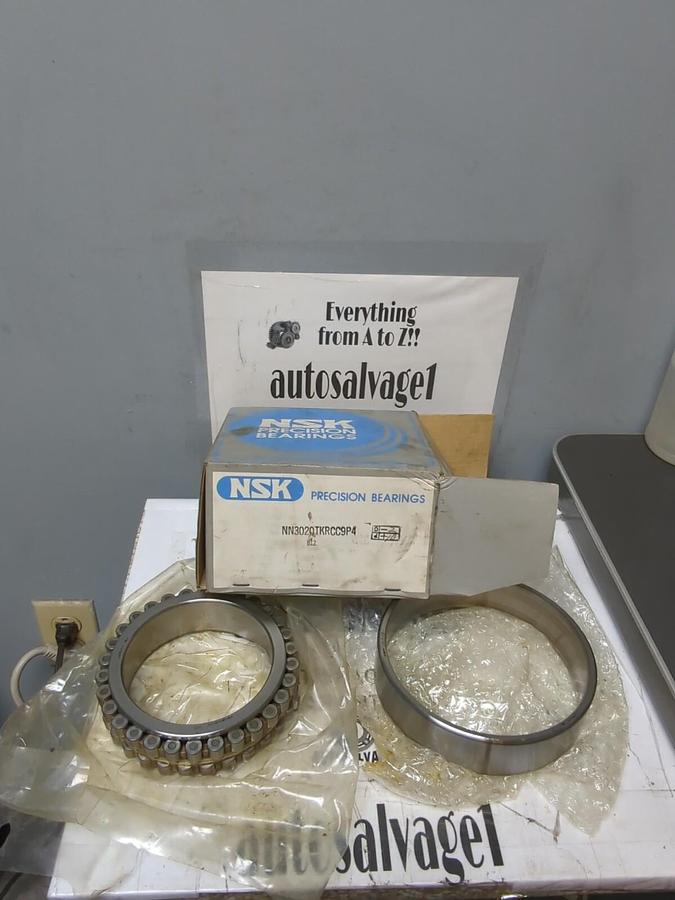 Everything
from A to Z!!
autosalvage1
NSK
PRECISION
BEARINGS
NSK PRECISION BEARINGS
NN3020TKRCC9P4
autosalvage1